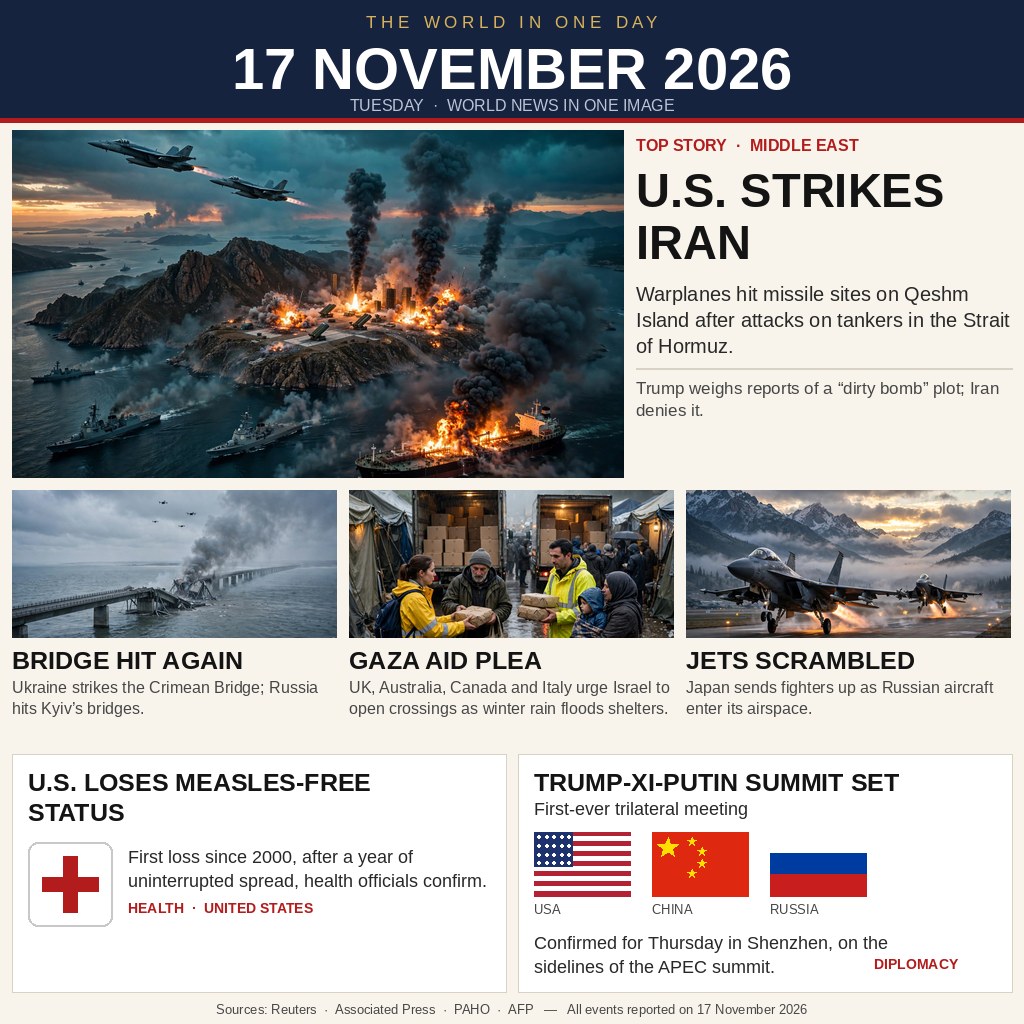 THE WORLD IN ONE DAY
17 NOVEMBER 2026
TUESDAY · WORLD NEWS IN ONE IMAGE
TOP STORY · MIDDLE EAST
U.S. STRIKES
IRAN
Warplanes hit missile sites on Qeshm
Island after attacks on tankers in the Strait
of Hormuz.
Trump weighs reports of a “dirty bomb” plot; Iran
denies it.
BRIDGE HIT AGAIN
Ukraine strikes the Crimean Bridge; Russia
hits Kyiv’s bridges.
GAZA AID PLEA
UK, Australia, Canada and Italy urge Israel to
open crossings as winter rain floods shelters.
JETS SCRAMBLED
Japan sends fighters up as Russian aircraft
enter its airspace.
U.S. LOSES MEASLES-FREE
STATUS
First loss since 2000, after a year of
uninterrupted spread, health officials confirm.
HEALTH · UNITED STATES
TRUMP-XI-PUTIN SUMMIT SET
First-ever trilateral meeting
USA
CHINA
RUSSIA
Confirmed for Thursday in Shenzhen, on the
sidelines of the APEC summit.
DIPLOMACY
Sources: Reuters · Associated Press · PAHO · AFP — All events reported on 17 November 2026